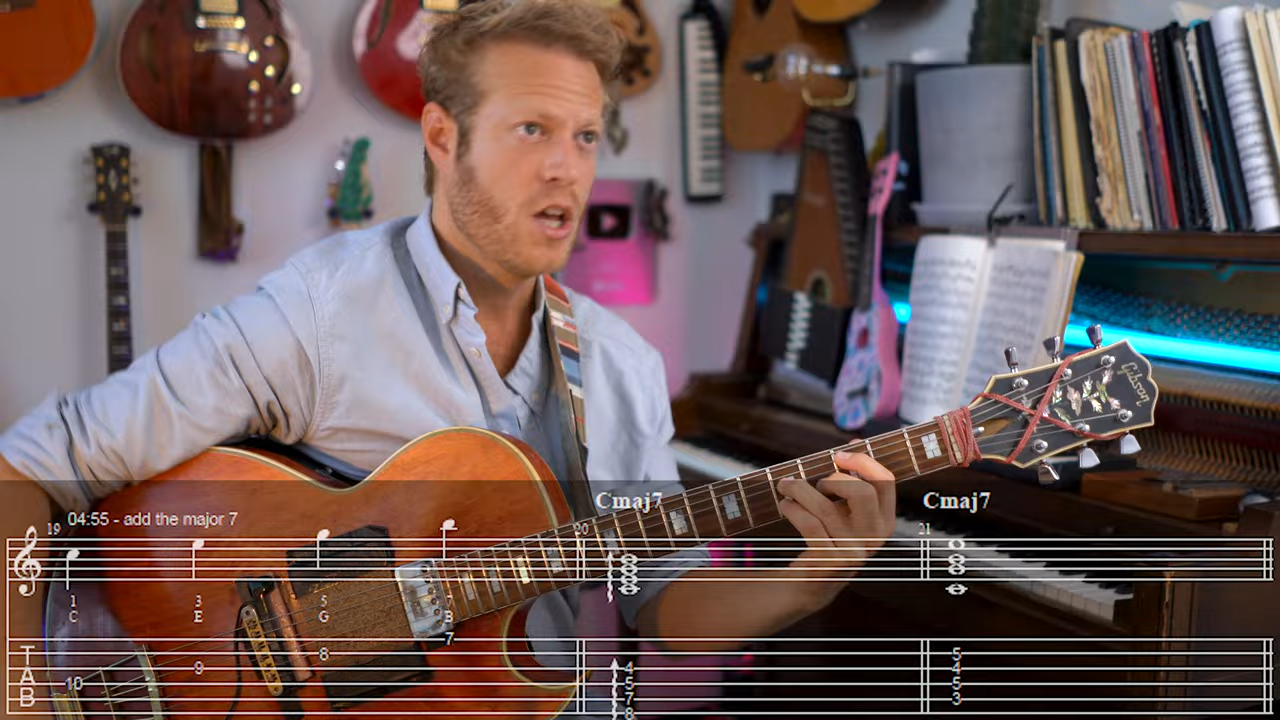 Gibson
Cmaj7 Cmaj7
19 04:55 - add the major 7 20 21
1 3 5 7
C E G B
T
A
B
10 9 8 7
4
5
7
8
5
4
5
3